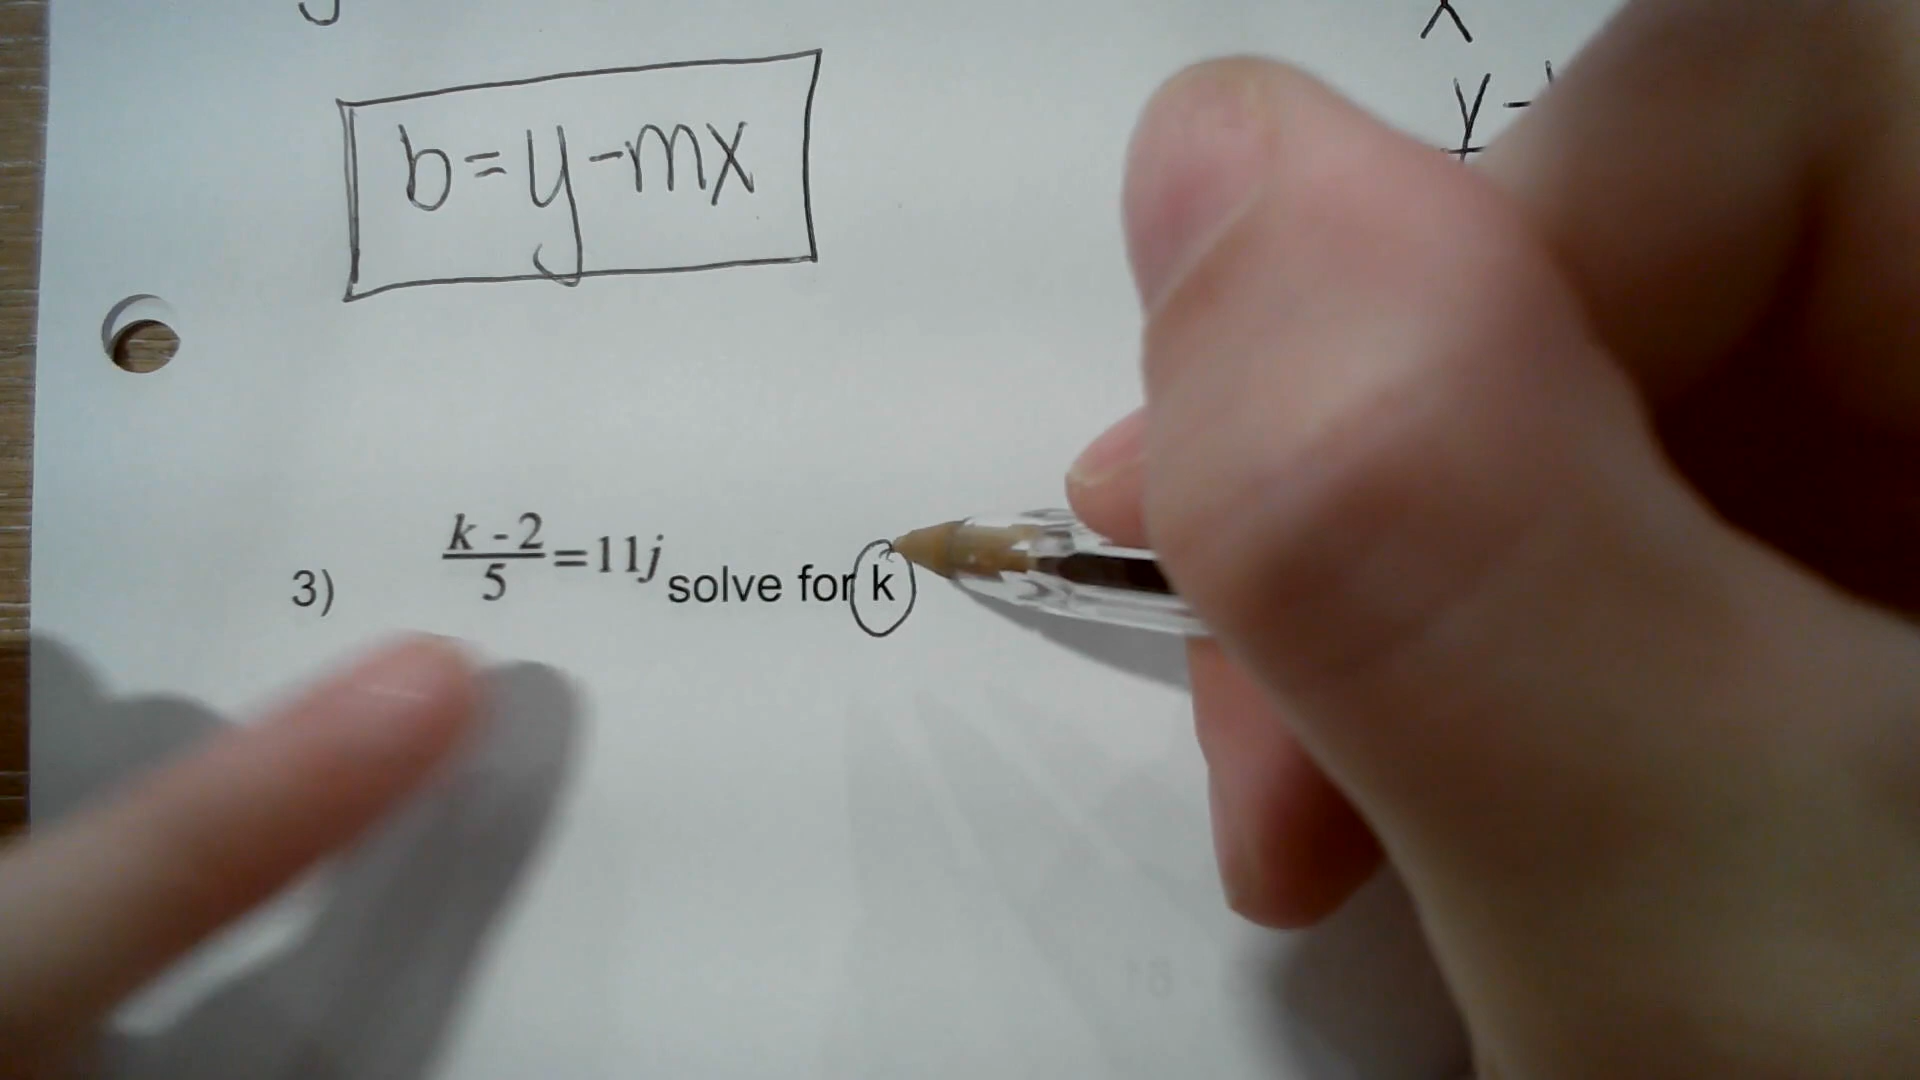 b=y-mx
3) k - 2 / 5 = 11j solve for k